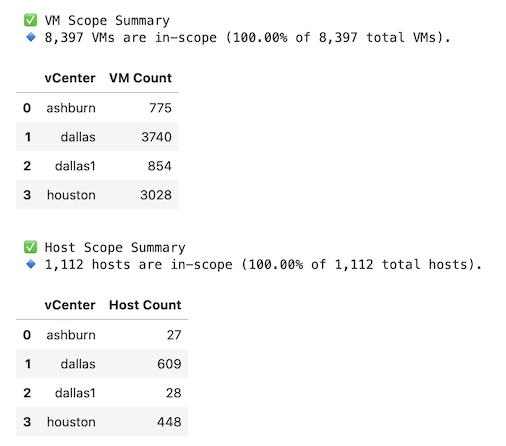 ✅ VM Scope Summary
🔹 8,397 VMs are in-scope (100.00% of 8,397 total VMs).
vCenter VM Count
0 ashburn 775
1 dallas 3740
2 dallas1 854
3 houston 3028
✅ Host Scope Summary
🔹 1,112 hosts are in-scope (100.00% of 1,112 total hosts).
vCenter Host Count
0 ashburn 27
1 dallas 609
2 dallas1 28
3 houston 448